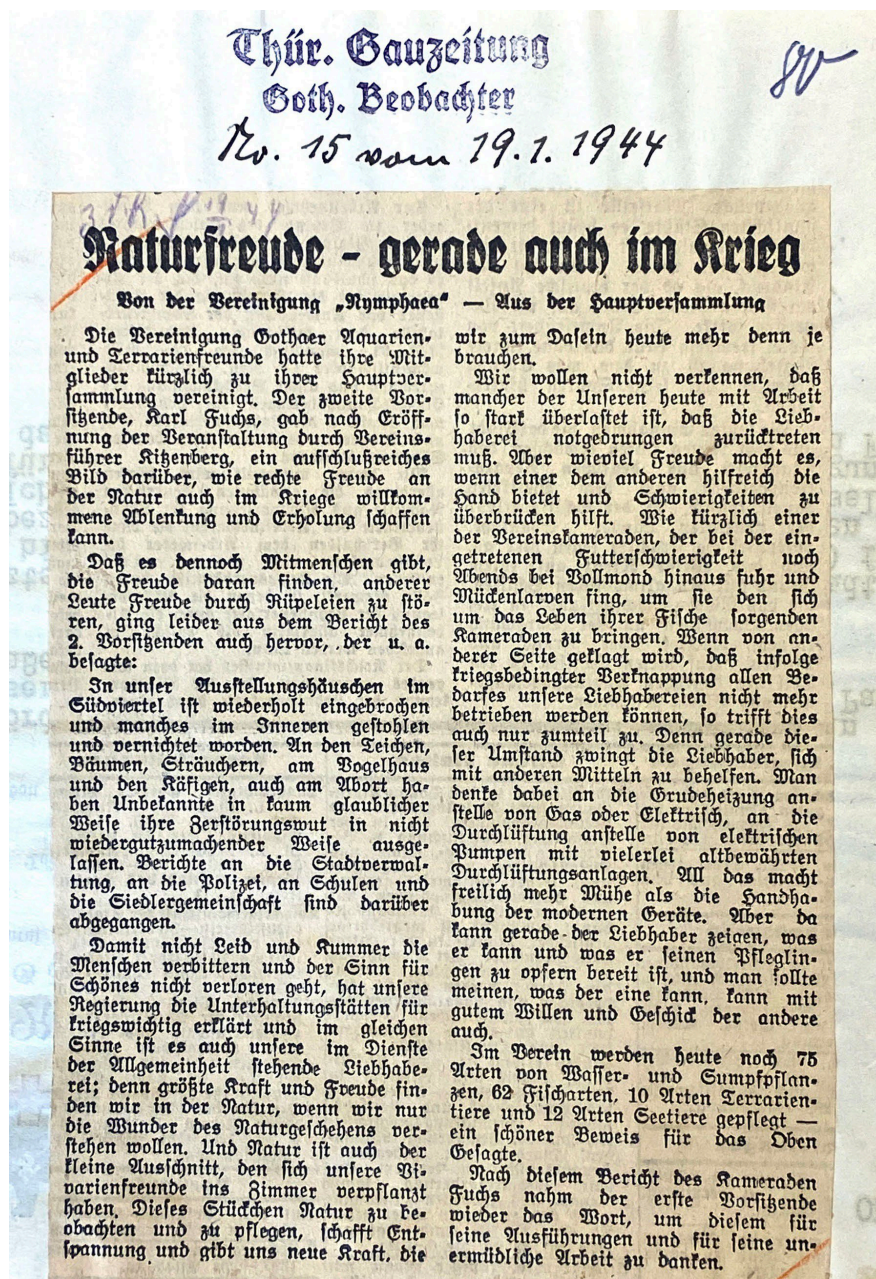 Thür. Gauzeitung
Goth. Beobachter
No. 15 vom 19.1.1944
Naturfreude - gerade auch im Krieg
Von der Vereinigung „Nymphaea“ — Aus der Hauptversammlung
Die Vereinigung Gothaer Aquarien-
und Terrarienfreunde hatte ihre Mit-
glieder kürzlich zu ihrer Hauptver-
sammlung vereinigt. Der zweite Vor-
sitzende, Karl Fuchs, gab nach Eröff-
nung der Veranstaltung durch Vereins-
führer Kitzenberg, ein aufschlußreiches
Bild darüber, wie rechte Freude an
der Natur auch im Kriege willkom-
mene Ablenkung und Erholung schaffen
kann.
Daß es dennoch Mitmenschen gibt,
die Freude daran finden, anderer
Leute Freude durch Rüpeleien zu stö-
ren, ging leider aus dem Bericht des
2. Vorsitzenden auch hervor, der u. a.
besagte:
In unser Ausstellungshäuschen im
Südviertel ist wiederholt eingebrochen
und manches im Inneren gestohlen
und vernichtet worden. An den Teichen,
Bäumen, Sträuchern, am Vogelhaus
und den Käfigen, auch am Abort ha-
ben Unbekannte in kaum glaublicher
Weise ihre Zerstörungswut in nicht
wiedergutzumachender Weise ausge-
lassen. Berichte an die Stadtverwal-
tung, an die Polizei, an Schulen und
die Siedlergemeinschaft sind darüber
abgegangen.
Damit nicht Leid und Kummer die
Menschen verbittern und der Sinn für
Schönes nicht verloren geht, hat unsere
Regierung die Unterhaltungsstätten für
kriegswichtig erklärt und im gleichen
Sinne ist es auch unsere im Dienste
der Allgemeinheit stehende Liebhabe-
rei; denn größte Kraft und Freude fin-
den wir in der Natur, wenn wir nur
die Wunder des Naturgeschehens ver-
stehen wollen. Und Natur ist auch der
kleine Ausschnitt, den sich unsere Vi-
varienfreunde ins Zimmer verpflanzt
haben. Dieses Stückchen Natur zu be-
obachten und zu pflegen, schafft Ent-
spannung und gibt uns neue Kraft, die
wir zum Dasein heute mehr denn je
brauchen.
Wir wollen nicht verkennen, daß
mancher der Unseren heute mit Arbeit
so stark überlastet ist, daß die Lieb-
haberei notgedrungen zurücktreten
muß. Aber wieviel Freude macht es,
wenn einer dem anderen hilfreich die
Hand bietet und Schwierigkeiten zu
überbrücken hilft. Wie kürzlich einer
der Vereinskameraden, der bei der ein-
getretenen Futterschwierigkeit noch
Abends bei Vollmond hinaus fuhr und
Mückenlarven fing, um sie den sich
um das Leben ihrer Fische sorgenden
Kameraden zu bringen. Wenn von an-
derer Seite geklagt wird, daß infolge
kriegsbedingter Verknappung allen Be-
darfes unsere Liebhabereien nicht mehr
betrieben werden können, so trifft dies
auch nur zumteil zu. Denn gerade die-
ser Umstand zwingt die Liebhaber, sich
mit anderen Mitteln zu behelfen. Man
denke dabei an die Grudeheizung an-
stelle von Gas oder Elektrisch, an die
Durchlüftung anstelle von elektrischen
Pumpen mit vielerlei altbewährten
Durchlüftungsanlagen. All das macht
freilich mehr Mühe als die Handha-
bung der modernen Geräte. Aber da
kann gerade der Liebhaber zeigen, was
er kann und was er seinen Pfleglin-
gen zu opfern bereit ist, und man sollte
meinen, was der eine kann, kann mit
gutem Willen und Geschick der andere
auch.
Im Verein werden heute noch 75
Arten von Wasser- und Sumpfpflan-
zen, 62 Fischarten, 10 Arten Terrarien-
tiere und 12 Arten Seetiere gepflegt —
ein schöner Beweis für das Oben
Gesagte.
Nach diesem Bericht des Kameraden
Fuchs nahm der erste Vorsitzende
wieder das Wort, um diesem für
seine Ausführungen und für seine un-
ermüdliche Arbeit zu danken.